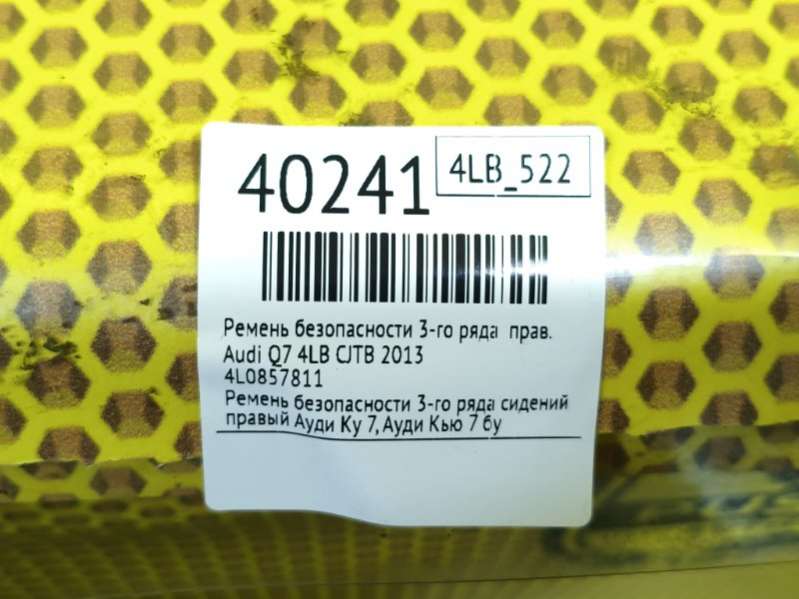 40241
4LB_522
Ремень безопасности 3-го ряда прав.
Audi Q7 4LB CJTB 2013
4L0857811
Ремень безопасности 3-го ряда сидений
правый Ауди Ку 7, Ауди Кью 7 бу